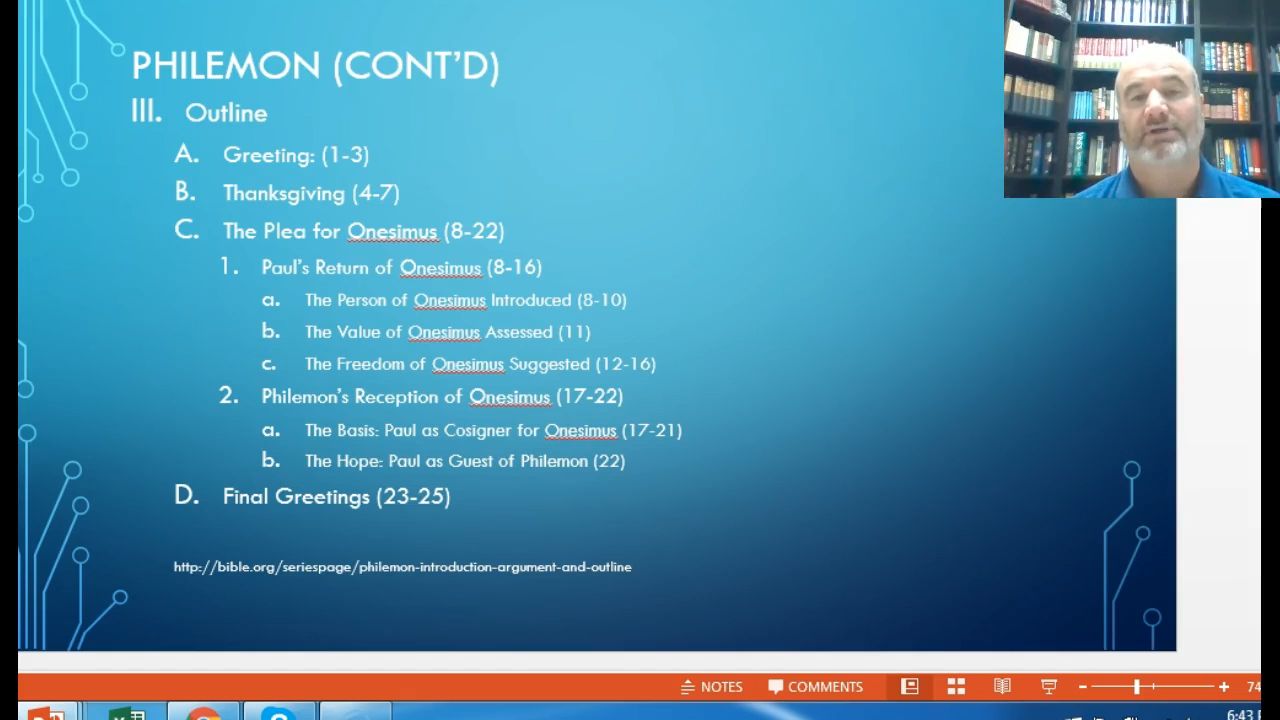 PHILEMON (CONT'D)
III. Outline
A. Greeting: (1-3)
B. Thanksgiving (4-7)
C. The Plea for Onesimus (8-22)
1. Paul's Return of Onesimus (8-16)
a. The Person of Onesimus Introduced (8-10)
b. The Value of Onesimus Assessed (11)
c. The Freedom of Onesimus Suggested (12-16)
2. Philemon's Reception of Onesimus (17-22)
a. The Basis: Paul as Cosigner for Onesimus (17-21)
b. The Hope: Paul as Guest of Philemon (22)
D. Final Greetings (23-25)
http://bible.org/seriespage/philemon-introduction-argument-and-outline
NOTES COMMENTS 74
6:43